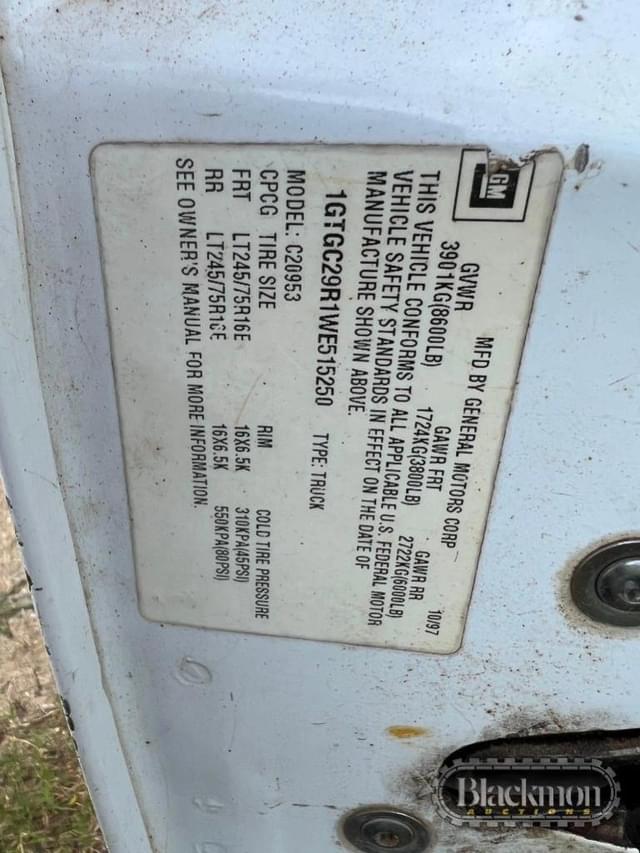 GM
MFD BY GENERAL MOTORS CORP 10/97
GVWR GAWR FRT GAWR RR
3901KG(8600LB) 1724KG(3800LB) 2722KG(6000LB)
THIS VEHICLE CONFORMS TO ALL APPLICABLE U.S. FEDERAL MOTOR
VEHICLE SAFETY STANDARDS IN EFFECT ON THE DATE OF
MANUFACTURE SHOWN ABOVE.
1GTGC29R1WE515250 TYPE: TRUCK
MODEL: C20953
CPCG TIRE SIZE RIM COLD TIRE PRESSURE
FRT LT245/75R16E 16X6.5K 310KPA(45PSI)
RR LT245/75R16E 16X6.5K 550KPA(80PSI)
SEE OWNER'S MANUAL FOR MORE INFORMATION.
Blackmon
AUCTIONS